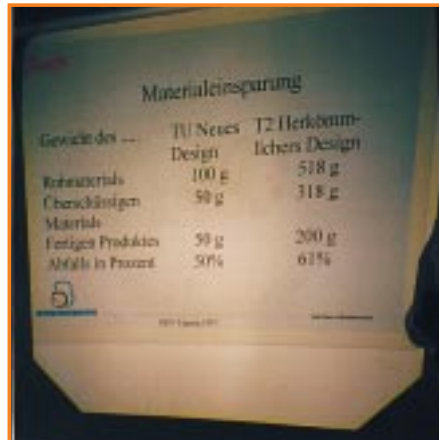 Materialeinsparung
Gewicht des .... TU Neues Design T2 Herkömm-lichers Design
Rohmaterials 100 g 518 g
Überschüssigen Materials 50 g 318 g
Fertigen Produktes 50 g 200 g
Abfalls in Prozent 50% 61%